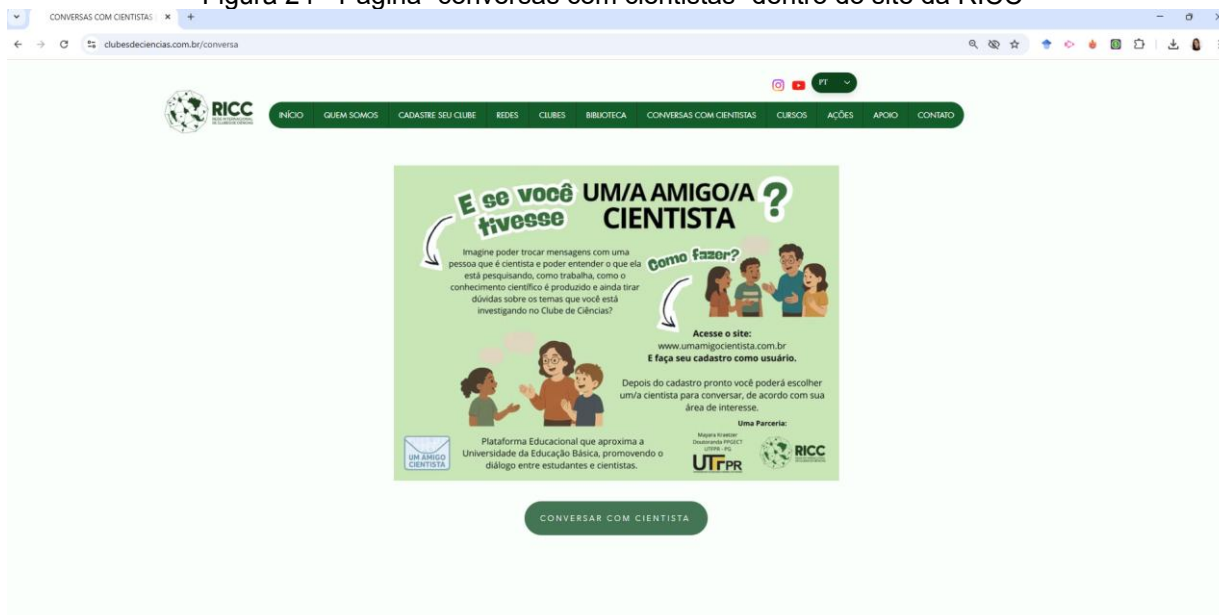 Figura 24 - Página "conversas com cientistas" dentro do site da RICC
CONVERSAS COM CIENTISTAS
clubesdeciencias.com.br/conversa
PT
RICC
INÍCIO QUEM SOMOS CADASTRE SEU CLUBE REDES CLUBES BIBLIOTECA CONVERSAS COM CIENTISTAS CURSOS AÇÕES APOIO CONTATO
E se você tivesse
UM/A AMIGO/A
CIENTISTA ?
Imagine poder trocar mensagens com uma
pessoa que é cientista e poder entender o que ela
está pesquisando, como trabalha, como o
conhecimento científico é produzido e ainda tirar
dúvidas sobre os temas que você está
investigando no Clube de Ciências?
Como fazer?
Acesse o site:
www.umamigocientista.com.br
E faça seu cadastro como usuário.
Depois do cadastro pronto você poderá escolher
um/a cientista para conversar, de acordo com sua
área de interesse.
UM AMIGO
CIENTISTA
Plataforma Educacional que aproxima a
Universidade da Educação Básica, promovendo o
diálogo entre estudantes e cientistas.
Uma Parceria:
Doutoranda PPGECT
UTFPR - PG
UTFPR
RICC
CONVERSAR COM CIENTISTA